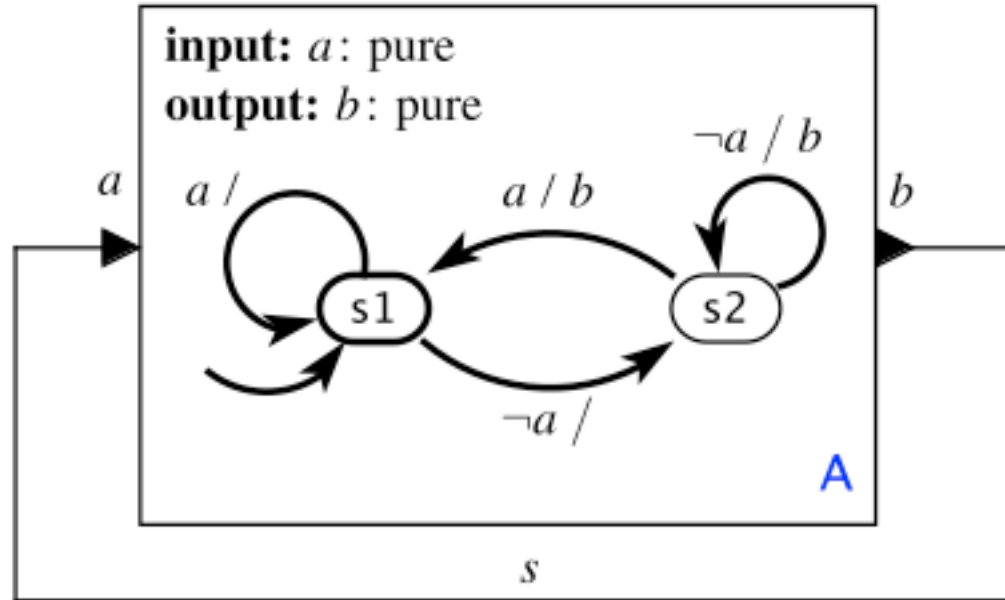 input: a: pure
output: b: pure
¬a / b
a
a /
a / b
b
s1
s2
¬a /
A
s